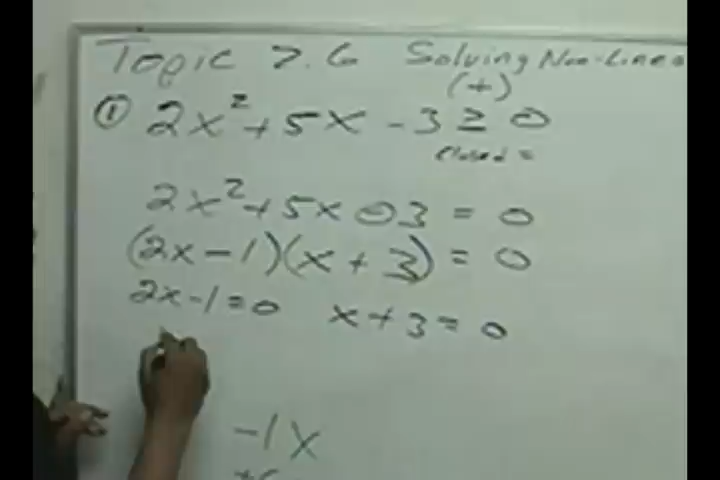 Topic 7.6 Solving Non-Linea
(+)
① 2x² + 5x - 3 ≥ 0
closed =
2x² + 5x - 3 = 0
(2x - 1)(x + 3) = 0
2x - 1 = 0 x + 3 = 0
-1x